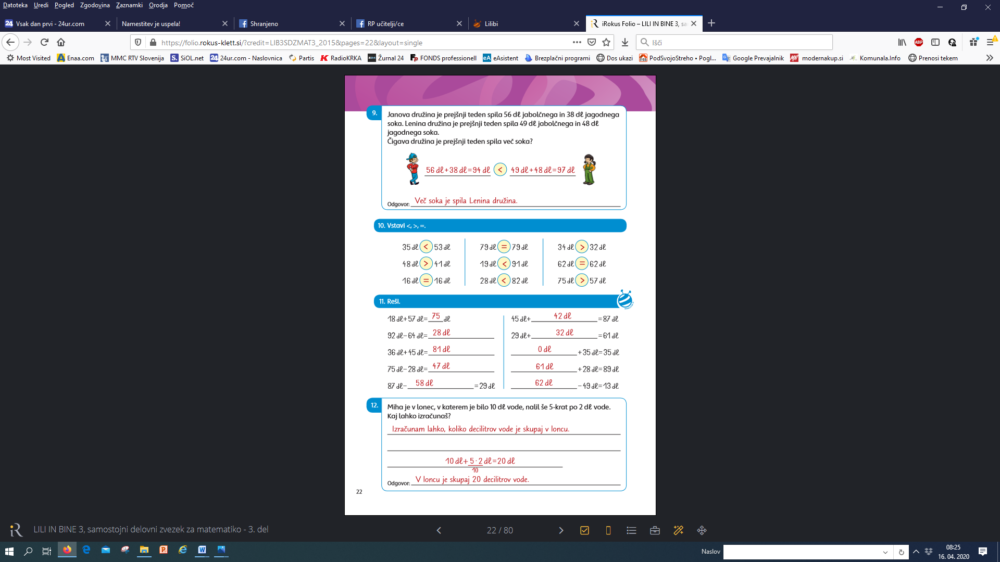 Datoteka Uredi Pogled Zgodovina Zaznamki Orodja Pomoč
24 Vsak dan prvi - 24ur.com
Namestitev je uspela!
Shranjeno
RP učitelji/ce
Lilibi
iRokus Folio – LILI IN BINE 3, sa
https://folio.rokus-klett.si/?credit=LIB3SDZMAT3_2015&pages=22&layout=single
Išči
ABP
Most Visited Enaa.com MMC RTV Slovenija SiOL.net 24ur.com - Naslovnica Partis RadioKRKA Žurnal 24 FONDS professionell eAsistent Brezplačni programi Dos ukazi PodSvojoStreho • Pogl... Google Prevajalnik modernakup.si Komunala.Info Prenosi tekem
9.
Janova družina je prejšnji teden spila 56 dℓ jabolčnega in 38 dℓ jagodnega
soka. Lenina družina je prejšnji teden spila 49 dℓ jabolčnega in 48 dℓ
jagodnega soka.
Čigava družina je prejšnji teden spila več soka?
56 dℓ + 38 dℓ = 94 dℓ < 49 dℓ + 48 dℓ = 97 dℓ
Odgovor: Več soka je spila Lenina družina.
10. Vstavi <, >, =.
35 dℓ < 53 dℓ 79 dℓ = 79 dℓ 34 dℓ > 32 dℓ
48 dℓ > 41 dℓ 19 dℓ < 91 dℓ 62 dℓ = 62 dℓ
16 dℓ = 16 dℓ 28 dℓ < 82 dℓ 75 dℓ > 57 dℓ
11. Reši.
18 dℓ + 57 dℓ = 75 dℓ 45 dℓ + 42 dℓ = 87 dℓ
92 dℓ − 64 dℓ = 28 dℓ 29 dℓ + 32 dℓ = 61 dℓ
36 dℓ + 45 dℓ = 81 dℓ 0 dℓ + 35 dℓ = 35 dℓ
75 dℓ − 28 dℓ = 47 dℓ 61 dℓ + 28 dℓ = 89 dℓ
87 dℓ − 58 dℓ = 29 dℓ 62 dℓ − 49 dℓ = 13 dℓ
12.
Miha je v lonec, v katerem je bilo 10 dℓ vode, nalil še 5-krat po 2 dℓ vode.
Kaj lahko izračunaš?
Izračunam lahko, koliko decilitrov vode je skupaj v loncu.
10 dℓ + 5 · 2 dℓ = 20 dℓ
10
Odgovor: V loncu je skupaj 20 decilitrov vode.
22
LILI IN BINE 3, samostojni delovni zvezek za matematiko - 3. del
22 / 80
Naslov
08:25
16. 04. 2020